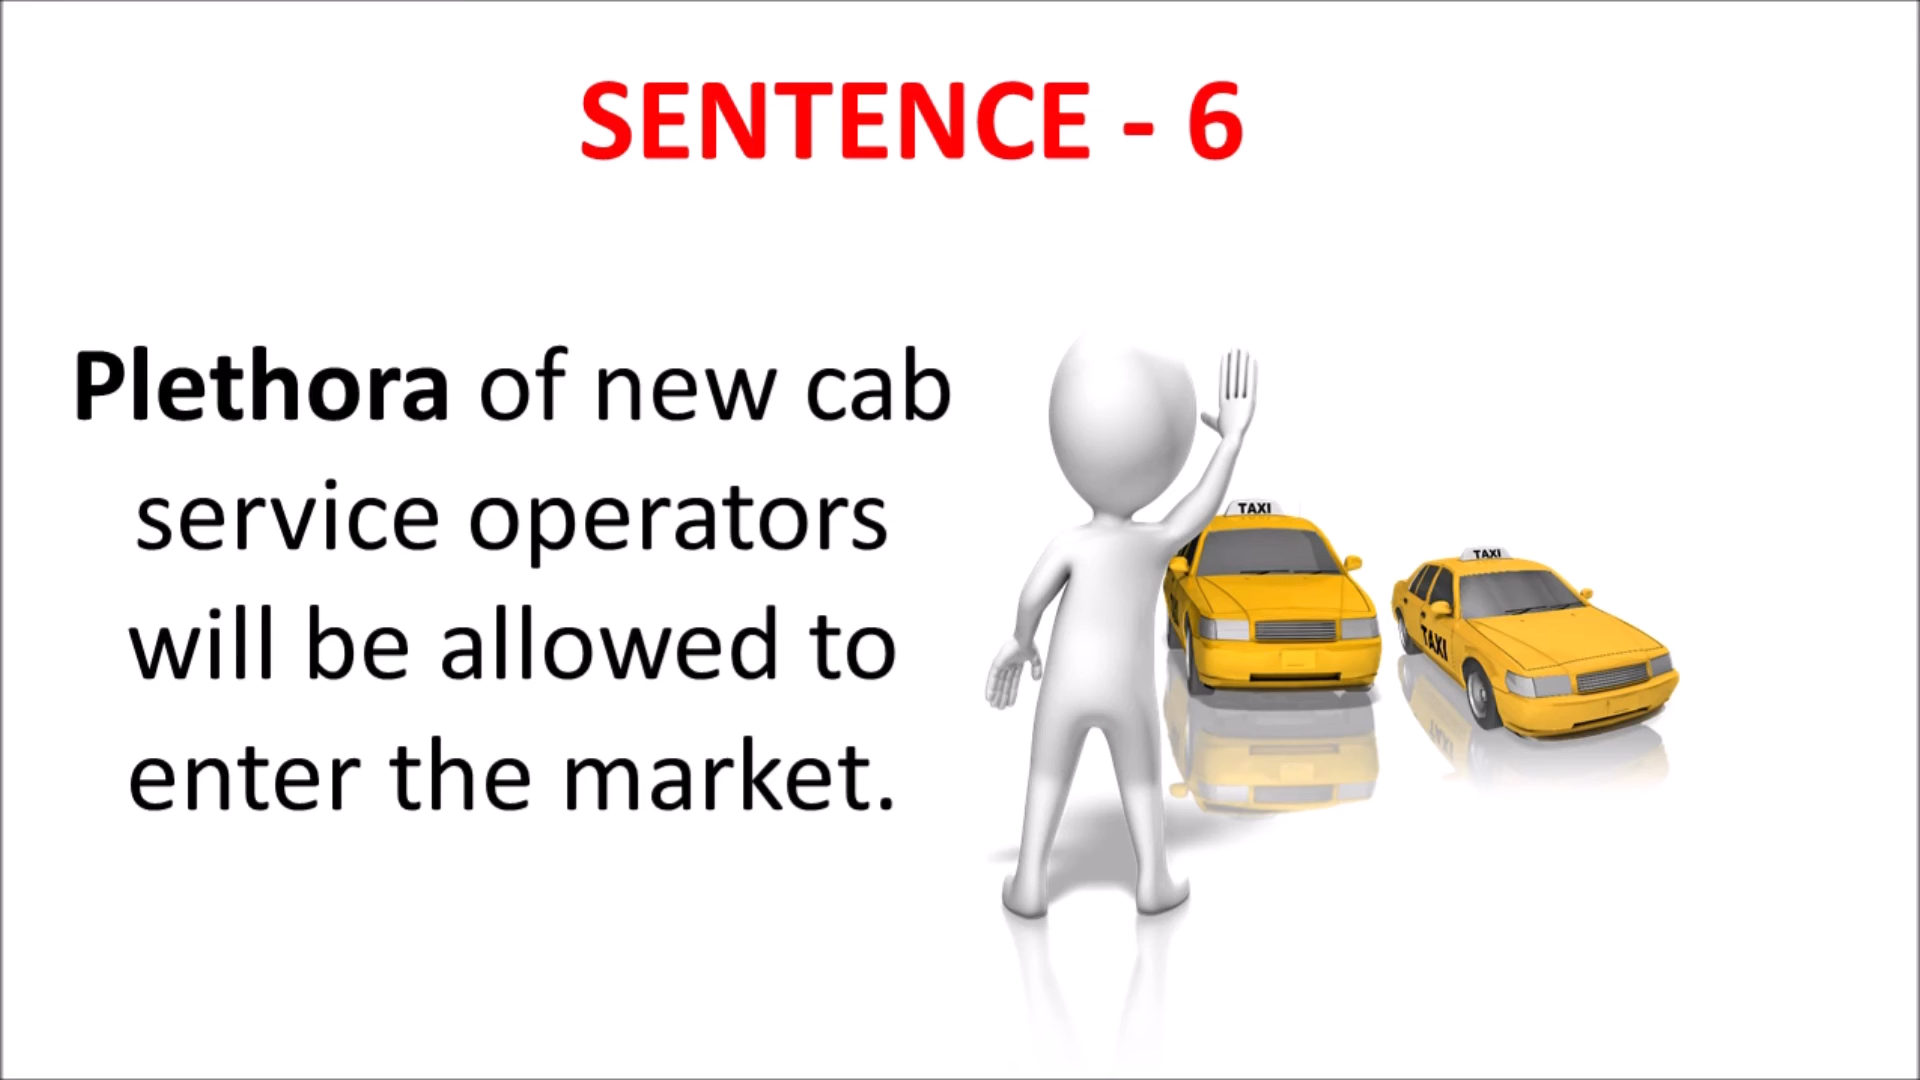 SENTENCE - 6
Plethora of new cab
service operators
will be allowed to
enter the market.
TAXI
TAXI
TAXI